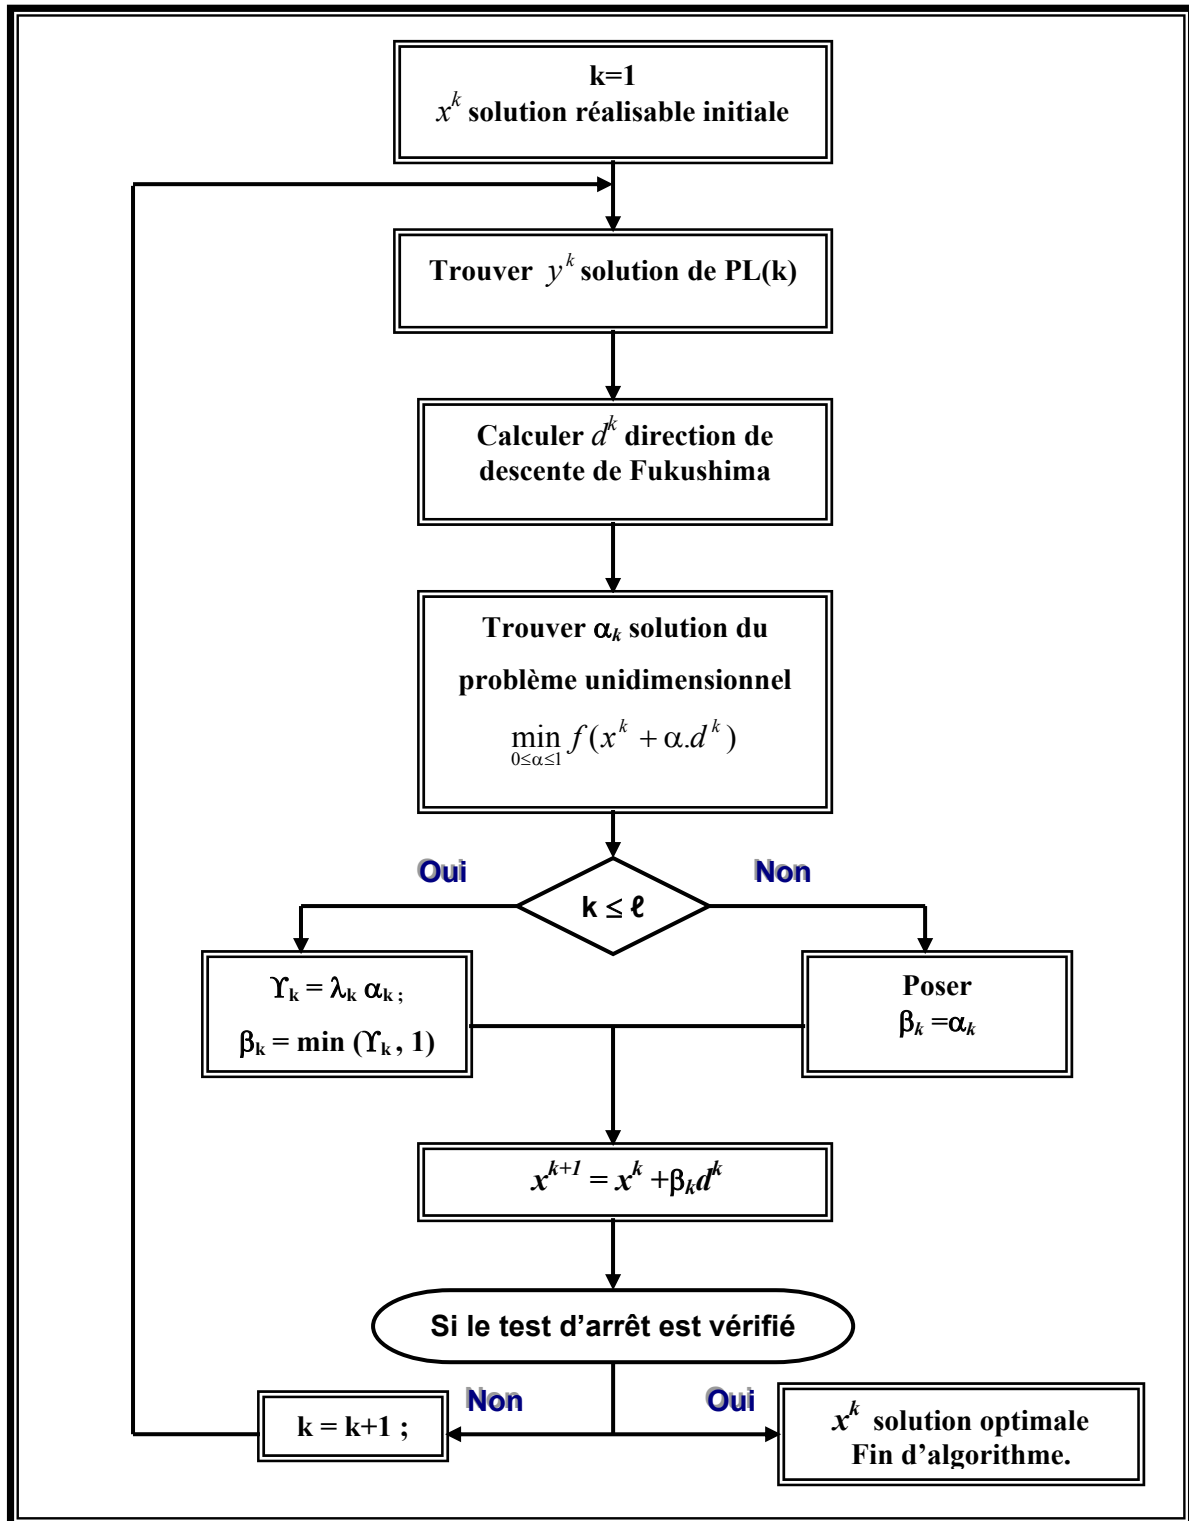 k=1
x^k solution réalisable initiale
Trouver y^k solution de PL(k)
Calculer d^k direction de
descente de Fukushima
Trouver α_k solution du
problème unidimensionnel
min f(x^k + α.d^k)
0≤α≤1
Oui
Non
k ≤ ℓ
ϒ_k = λ_k α_k ;
β_k = min (ϒ_k , 1)
Poser
β_k =α_k
x^{k+1} = x^k +β_k d^k
Si le test d’arrêt est vérifié
Non
Oui
k = k+1 ;
x^k solution optimale
Fin d’algorithme.